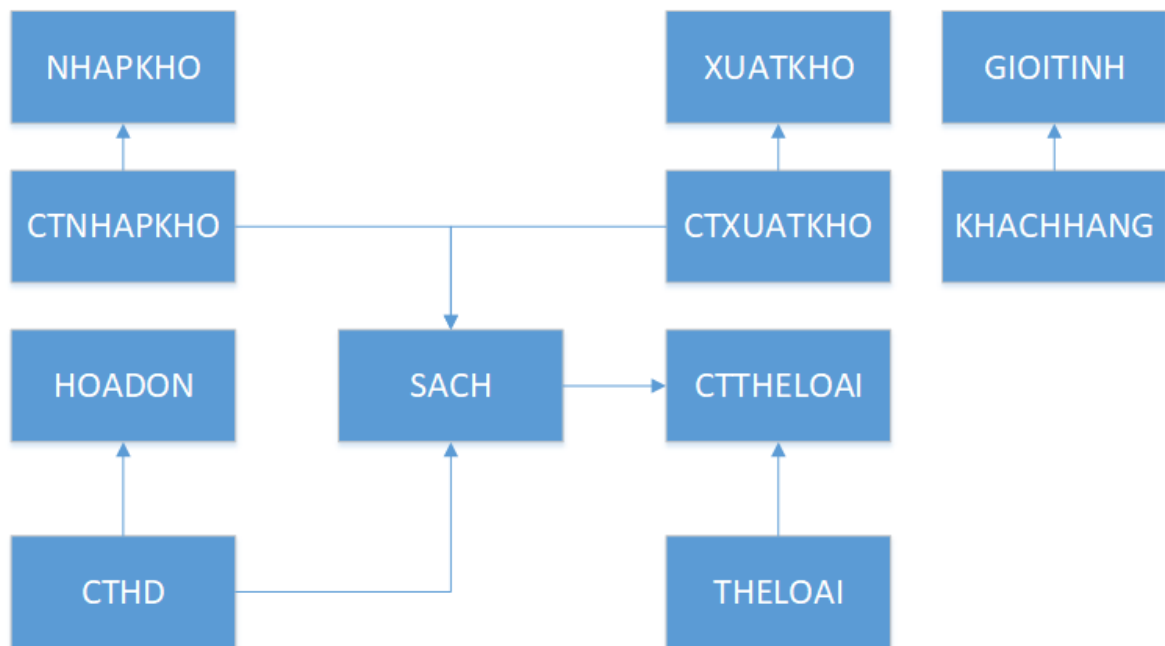 NHAPKHO
XUATKHO
GIOITINH
CTNHAPKHO
CTXUATKHO
KHACHHANG
HOADON
SACH
CTTHELOAI
CTHD
THELOAI